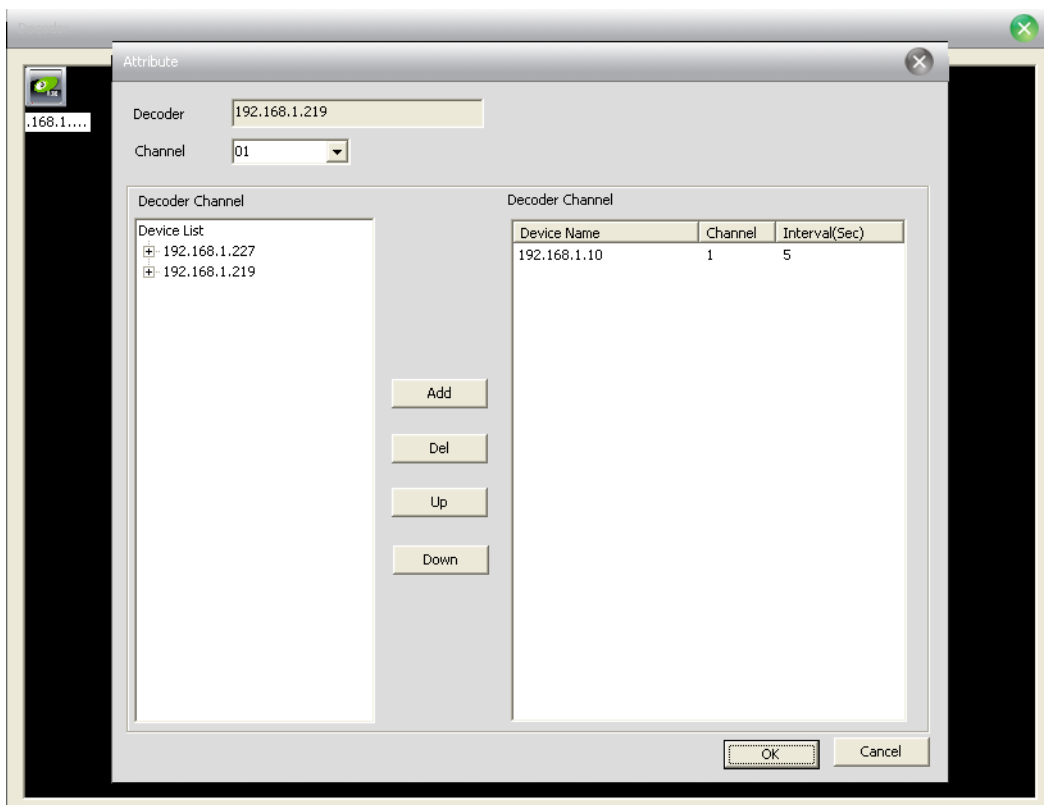 Decoder
Attribute
.168.1....
Decoder 192.168.1.219
Channel 01
Decoder Channel
Device List
192.168.1.227
192.168.1.219
Add
Del
Up
Down
Decoder Channel
Device Name Channel Interval(Sec)
192.168.1.10 1 5
OK Cancel